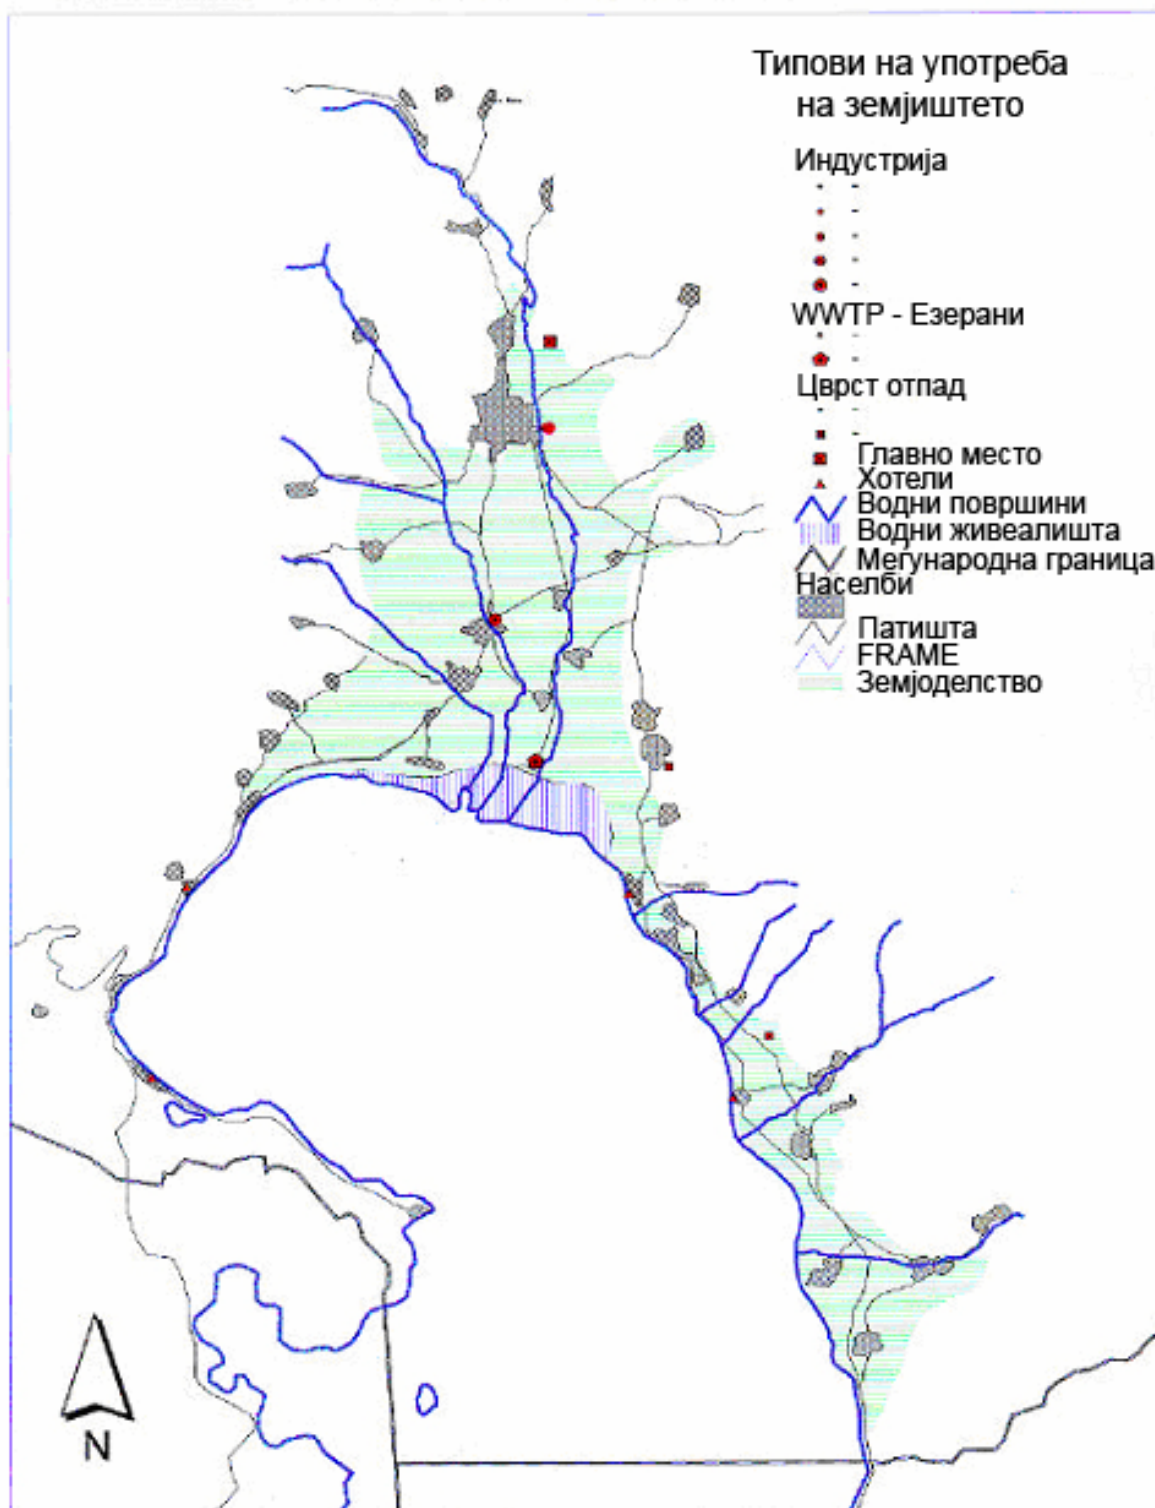 Типови на употреба
на земјиштето
Индустрија
WWTP - Езерани
Цврст отпад
Главно место
Хотели
Водни површини
Водни живеалишта
Мегународна граница
Населби
Патишта
FRAME
Земјоделство
N